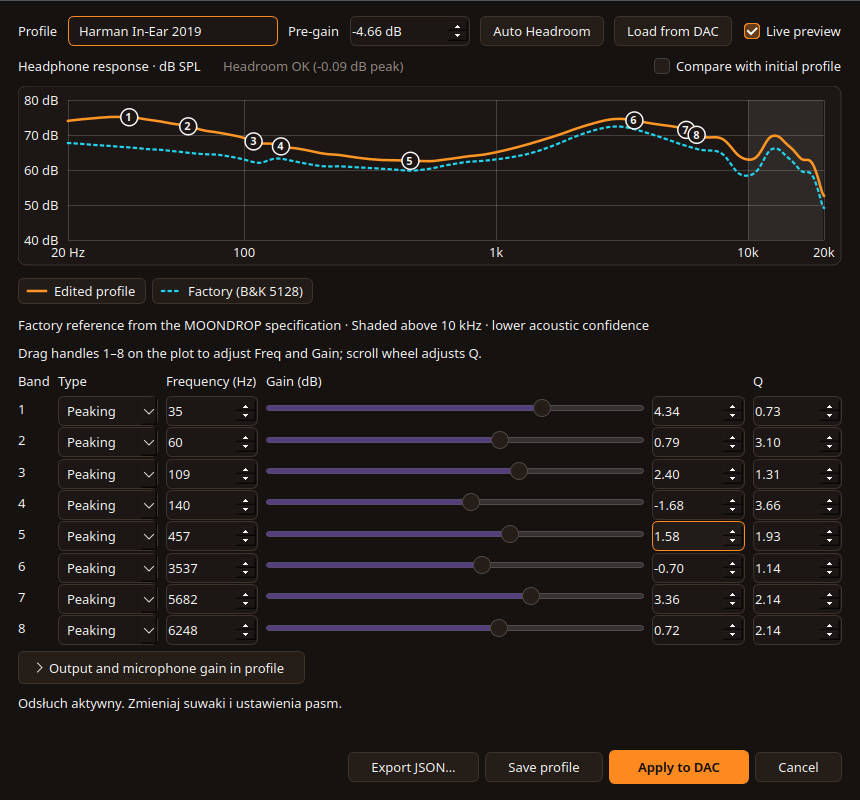 Profile Harman In-Ear 2019 Pre-gain -4.66 dB Auto Headroom Load from DAC Live preview
Headphone response · dB SPL Headroom OK (-0.09 dB peak) Compare with initial profile
80 dB
70 dB
60 dB
50 dB
40 dB
1 2 3 4 5 6 7 8
20 Hz 100 1k 10k 20k
Edited profile Factory (B&K 5128)
Factory reference from the MOONDROP specification · Shaded above 10 kHz · lower acoustic confidence
Drag handles 1–8 on the plot to adjust Freq and Gain; scroll wheel adjusts Q.
Band Type Frequency (Hz) Gain (dB) Q
1 Peaking 35 4.34 0.73
2 Peaking 60 0.79 3.10
3 Peaking 109 2.40 1.31
4 Peaking 140 -1.68 3.66
5 Peaking 457 1.58 1.93
6 Peaking 3537 -0.70 1.14
7 Peaking 5682 3.36 2.14
8 Peaking 6248 0.72 2.14
Output and microphone gain in profile
Odsłuch aktywny. Zmieniaj suwaki i ustawienia pasm.
Export JSON... Save profile Apply to DAC Cancel